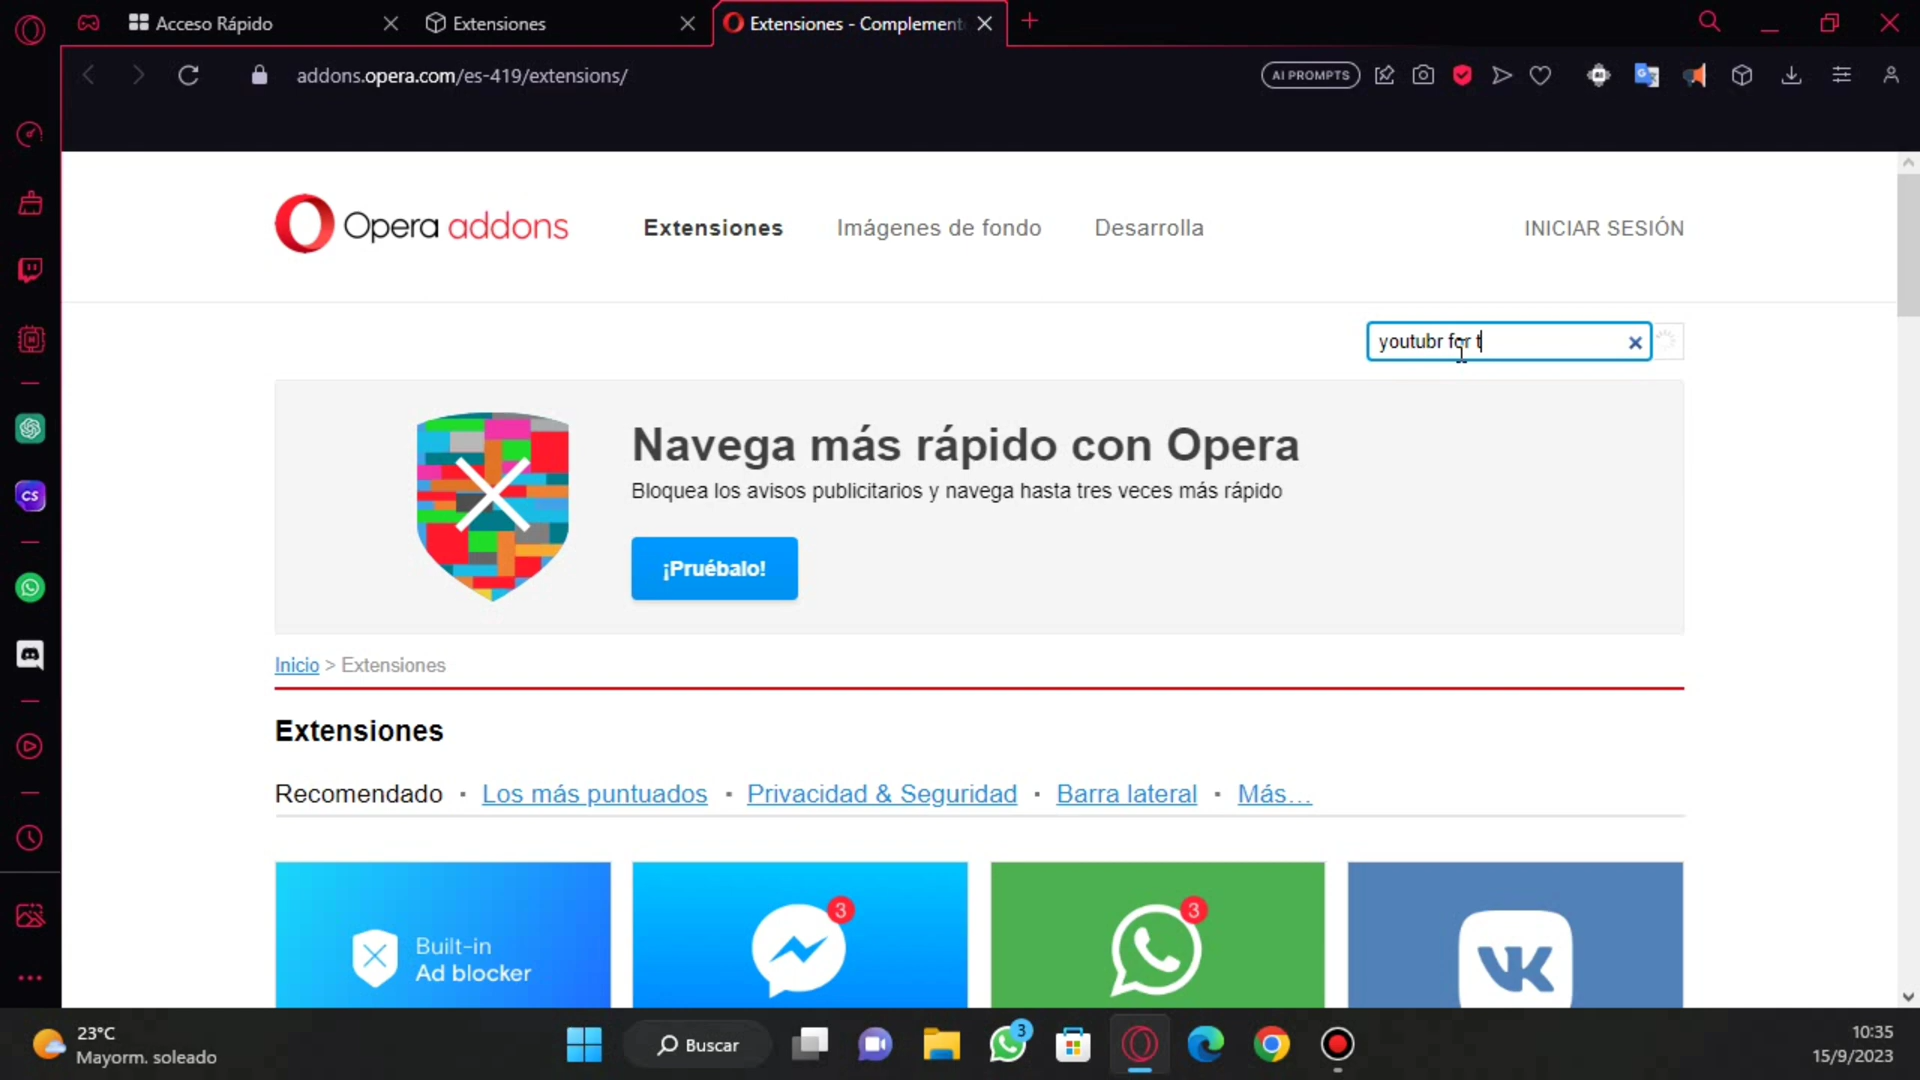 Acceso Rápido
Extensiones
Extensiones - Complement
addons.opera.com/es-419/extensions/
AI PROMPTS
Opera addons
Extensiones
Imágenes de fondo
Desarrolla
INICIAR SESIÓN
youtubr for t
Navega más rápido con Opera
Bloquea los avisos publicitarios y navega hasta tres veces más rápido
¡Pruébalo!
Inicio > Extensiones
Extensiones
Recomendado · Los más puntuados · Privacidad & Seguridad · Barra lateral · Más...
Built-in
Ad blocker
3
3
CS
23°C
Mayorm. soleado
Buscar
3
10:35
15/9/2023